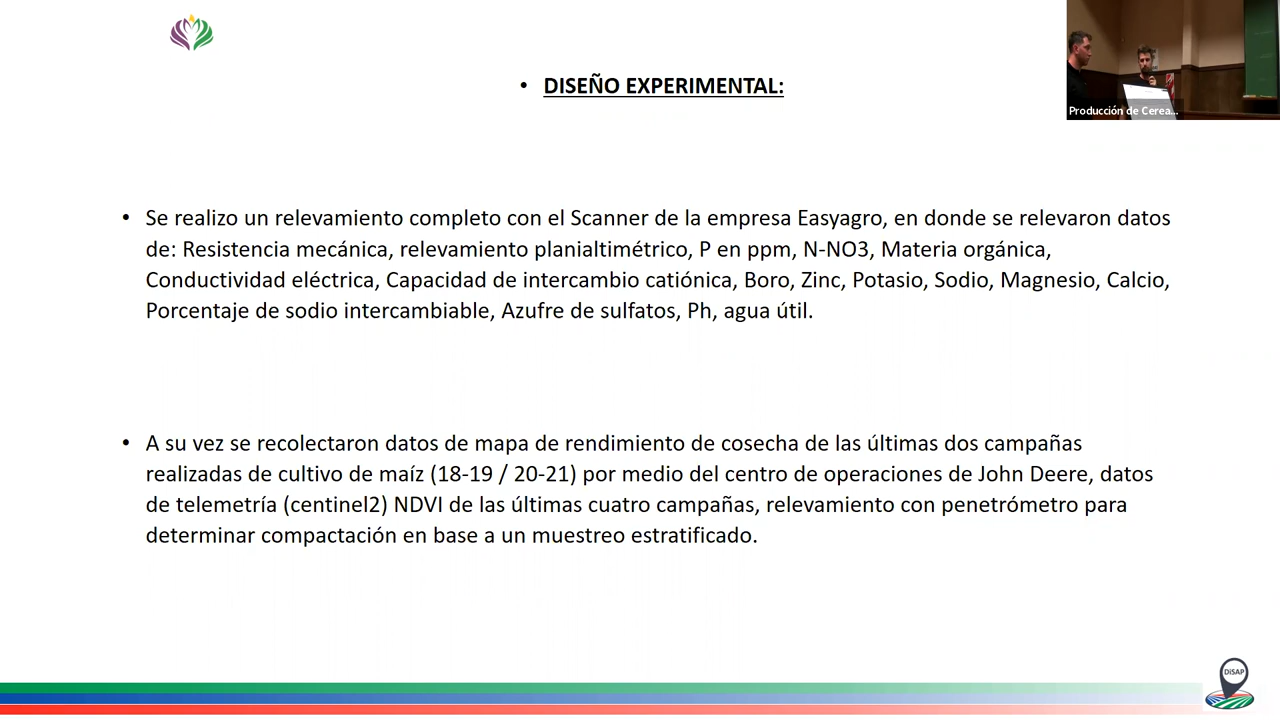 • DISEÑO EXPERIMENTAL:
Producción de Cerea...
• Se realizo un relevamiento completo con el Scanner de la empresa Easyagro, en donde se relevaron datos
de: Resistencia mecánica, relevamiento planialtimétrico, P en ppm, N-NO3, Materia orgánica,
Conductividad eléctrica, Capacidad de intercambio catiónica, Boro, Zinc, Potasio, Sodio, Magnesio, Calcio,
Porcentaje de sodio intercambiable, Azufre de sulfatos, Ph, agua útil.
• A su vez se recolectaron datos de mapa de rendimiento de cosecha de las últimas dos campañas
realizadas de cultivo de maíz (18-19 / 20-21) por medio del centro de operaciones de John Deere, datos
de telemetría (centinel2) NDVI de las últimas cuatro campañas, relevamiento con penetrómetro para
determinar compactación en base a un muestreo estratificado.
DiSAP